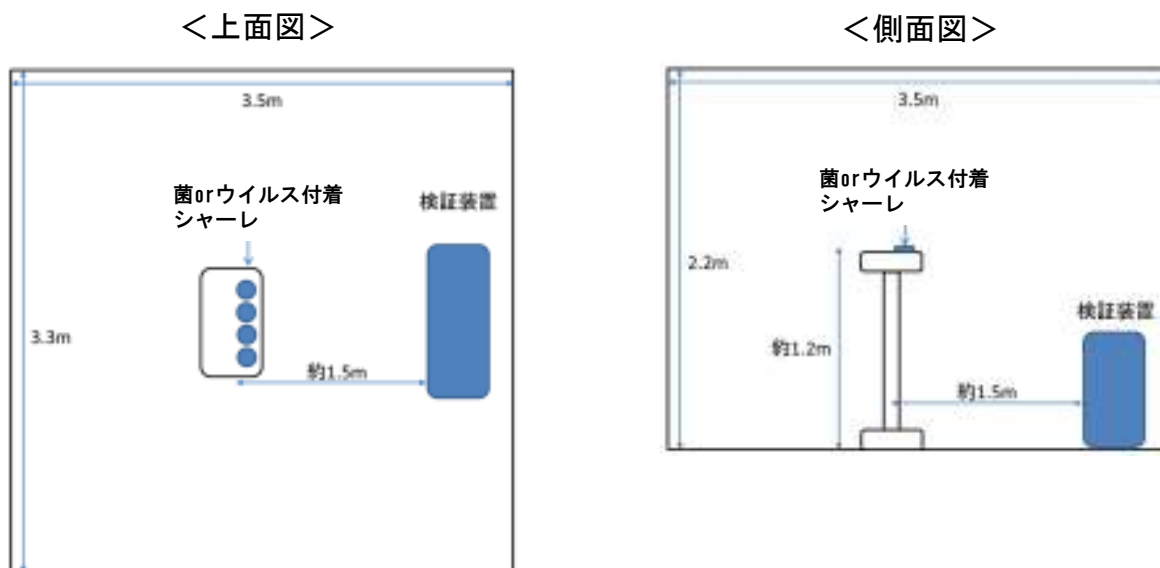 ＜上面図＞
3.5m
菌orウイルス付着
シャーレ
検証装置
3.3m
約1.5m
＜側面図＞
3.5m
菌orウイルス付着
シャーレ
2.2m
検証装置
約1.2m
約1.5m